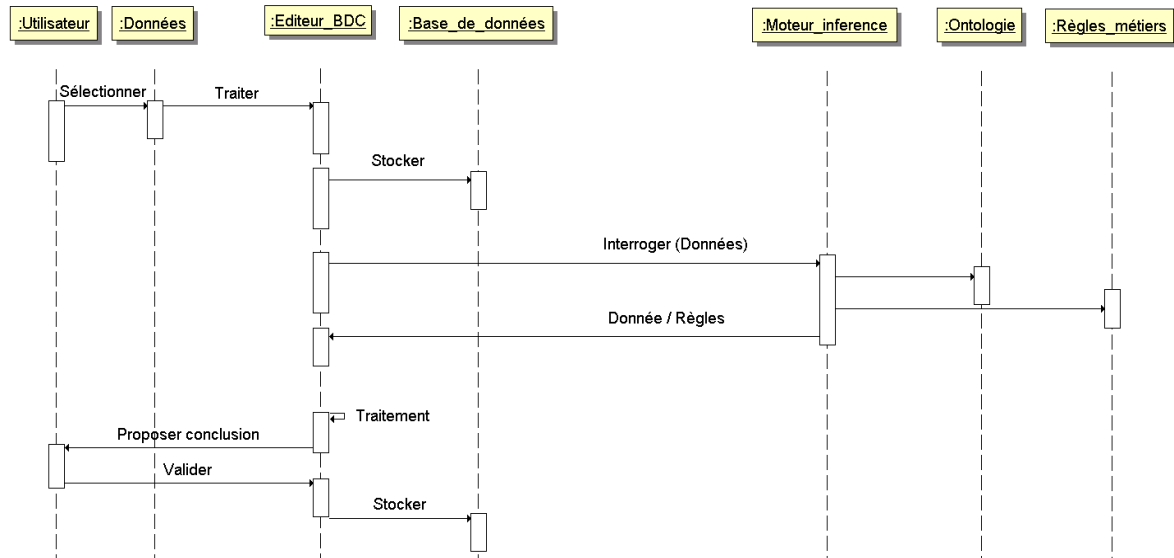 :Utilisateur :Données :Editeur_BDC :Base_de_données :Moteur_inference :Ontologie :Règles_métiers
Sélectionner Traiter
Stocker
Interroger (Données)
Donnée / Règles
Traitement
Proposer conclusion
Valider
Stocker